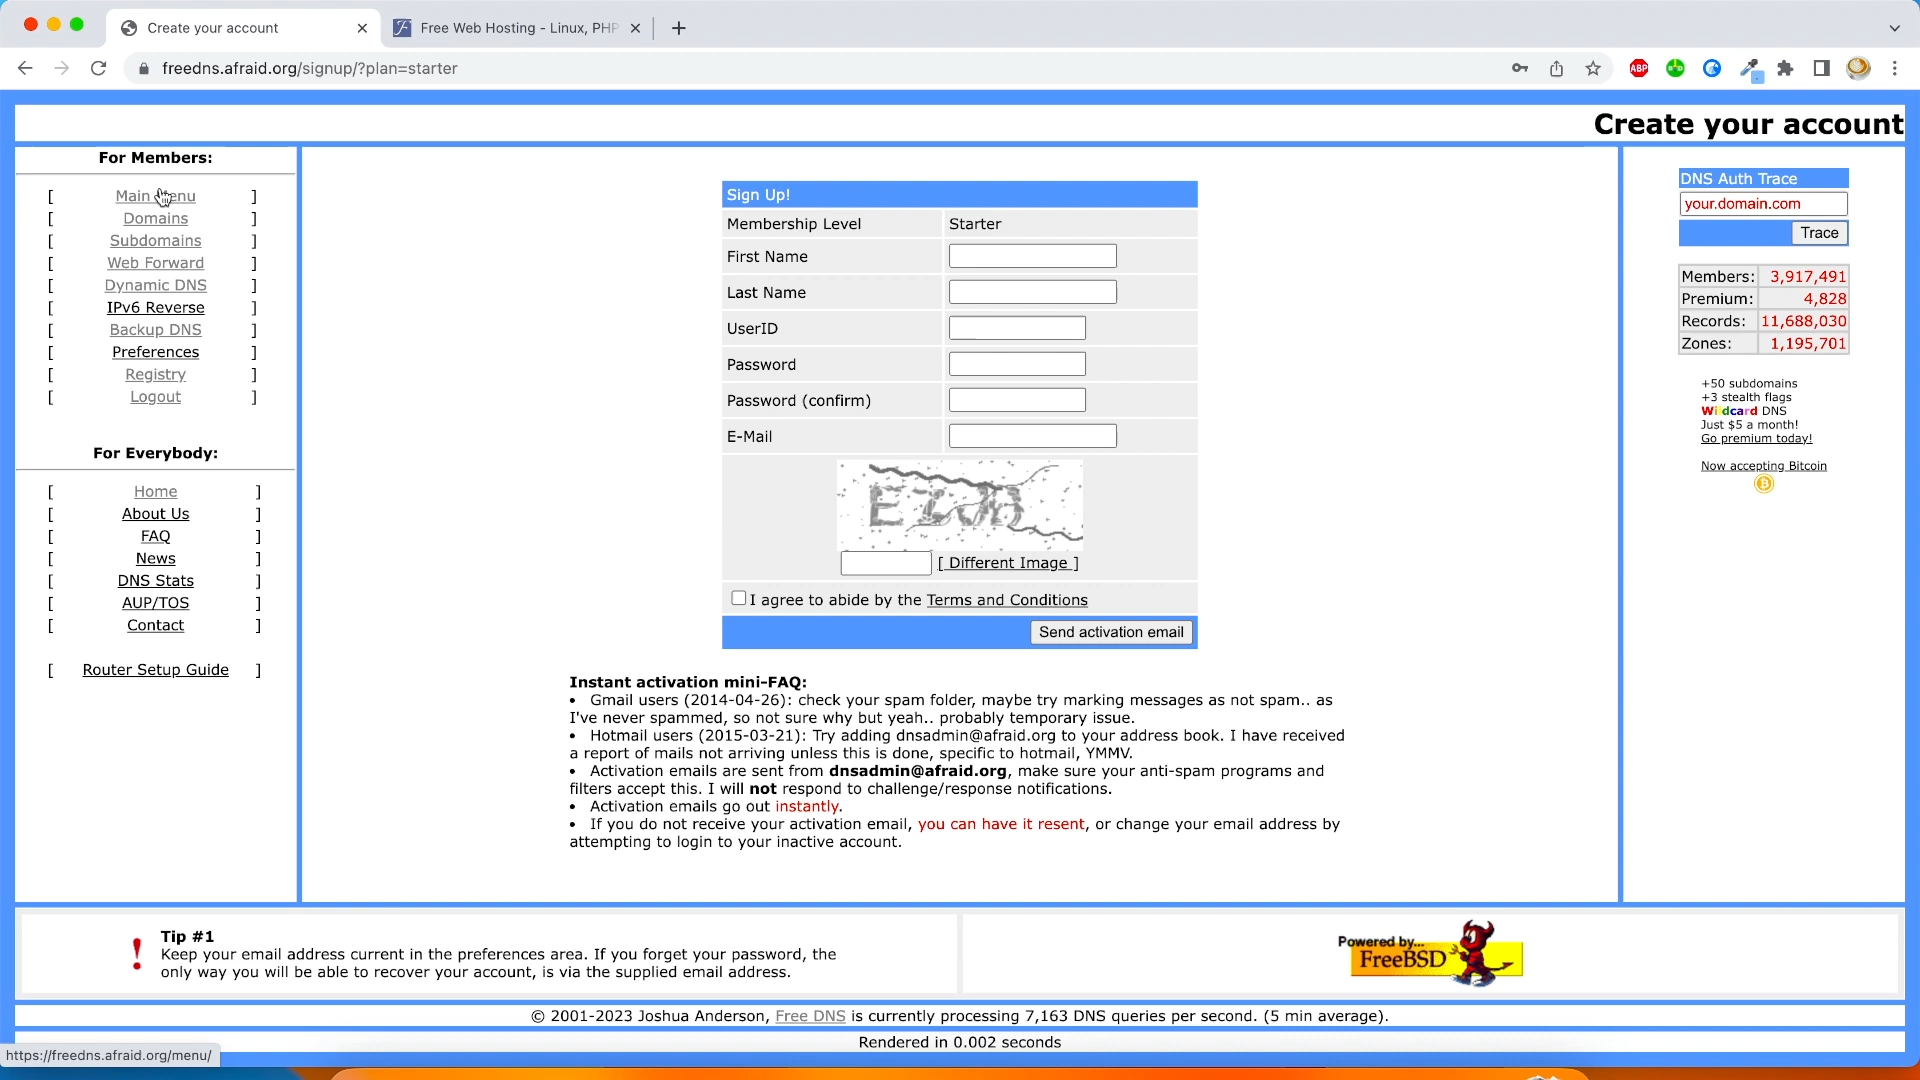 Create your account
Free Web Hosting - Linux, PHP
freedns.afraid.org/signup/?plan=starter
ABP
Create your account
For Members:
[ Main Menu ]
[ Domains ]
[ Subdomains ]
[ Web Forward ]
[ Dynamic DNS ]
[ IPv6 Reverse ]
[ Backup DNS ]
[ Preferences ]
[ Registry ]
[ Logout ]
For Everybody:
[ Home ]
[ About Us ]
[ FAQ ]
[ News ]
[ DNS Stats ]
[ AUP/TOS ]
[ Contact ]
[ Router Setup Guide ]
Sign Up!
Membership Level Starter
First Name
Last Name
UserID
Password
Password (confirm)
E-Mail
[ Different Image ]
I agree to abide by the Terms and Conditions
Send activation email
Instant activation mini-FAQ:
• Gmail users (2014-04-26): check your spam folder, maybe try marking messages as not spam.. as
I've never spammed, so not sure why but yeah.. probably temporary issue.
• Hotmail users (2015-03-21): Try adding dnsadmin@afraid.org to your address book. I have received
a report of mails not arriving unless this is done, specific to hotmail, YMMV.
• Activation emails are sent from dnsadmin@afraid.org, make sure your anti-spam programs and
filters accept this. I will not respond to challenge/response notifications.
• Activation emails go out instantly.
• If you do not receive your activation email, you can have it resent, or change your email address by
attempting to login to your inactive account.
DNS Auth Trace
your.domain.com
Trace
Members: 3,917,491
Premium: 4,828
Records: 11,688,030
Zones: 1,195,701
+50 subdomains
+3 stealth flags
Wildcard DNS
Just $5 a month!
Go premium today!
Now accepting Bitcoin
Tip #1
Keep your email address current in the preferences area. If you forget your password, the
only way you will be able to recover your account, is via the supplied email address.
Powered by...
FreeBSD
© 2001-2023 Joshua Anderson, Free DNS is currently processing 7,163 DNS queries per second. (5 min average).
Rendered in 0.002 seconds
https://freedns.afraid.org/menu/